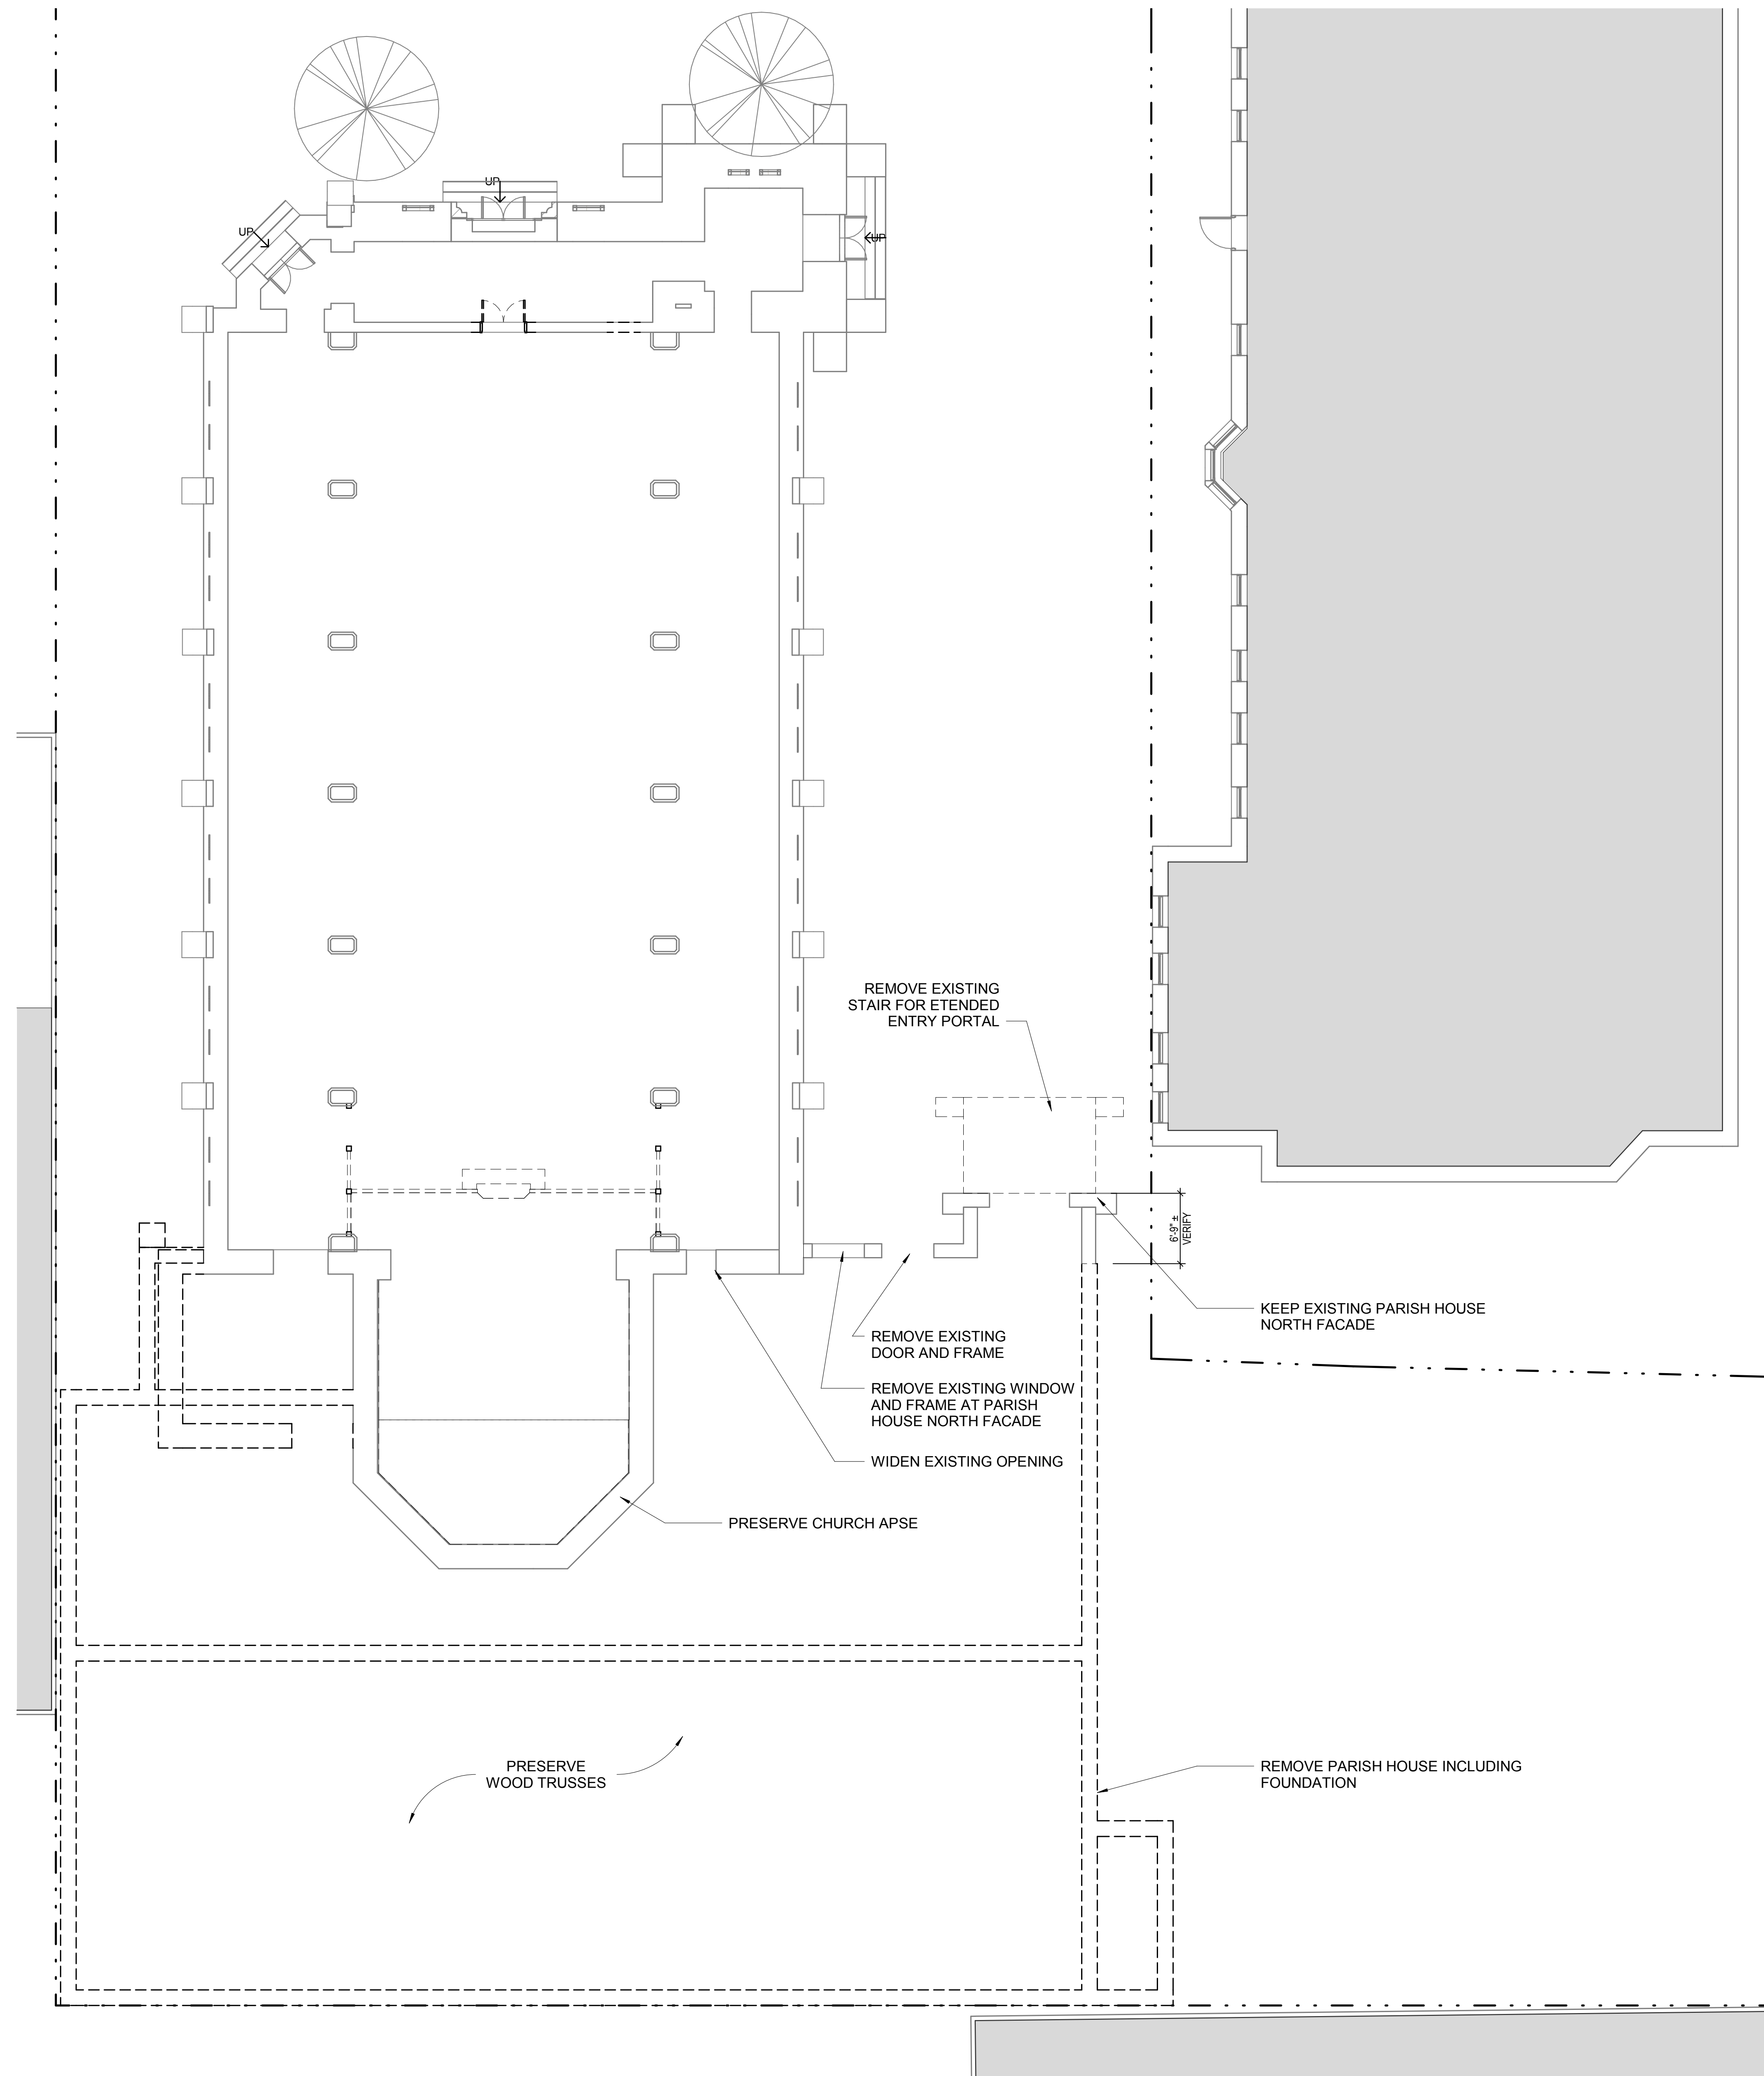 UP
UP
UP
REMOVE EXISTING
STAIR FOR ETENDED
ENTRY PORTAL
6'-9" ±
VERIFY
KEEP EXISTING PARISH HOUSE
NORTH FACADE
REMOVE EXISTING
DOOR AND FRAME
REMOVE EXISTING WINDOW
AND FRAME AT PARISH
HOUSE NORTH FACADE
WIDEN EXISTING OPENING
PRESERVE CHURCH APSE
PRESERVE
WOOD TRUSSES
REMOVE PARISH HOUSE INCLUDING
FOUNDATION